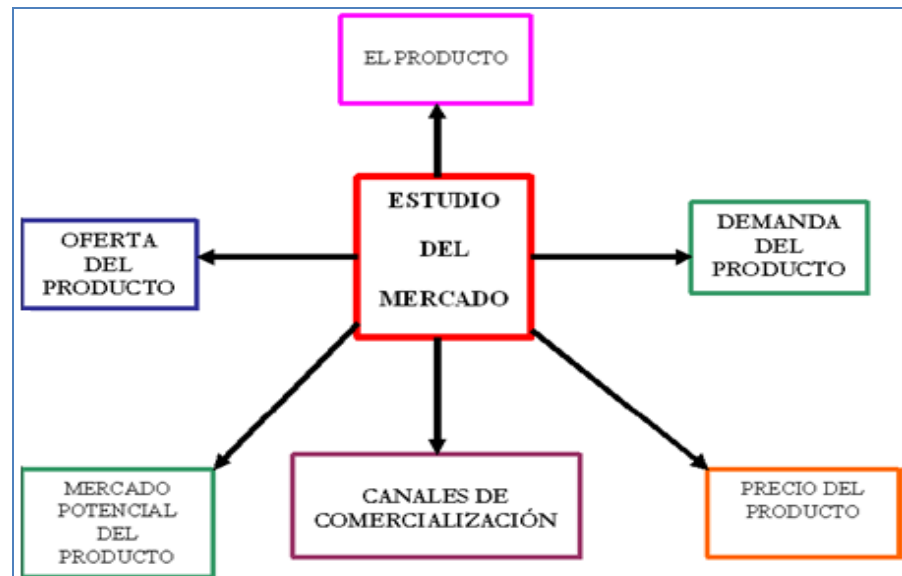 EL PRODUCTO
ESTUDIO
DEL
MERCADO
OFERTA
DEL
PRODUCTO
DEMANDA
DEL
PRODUCTO
MERCADO
POTENCIAL
DEL
PRODUCTO
CANALES DE
COMERCIALIZACIÓN
PRECIO DEL
PRODUCTO